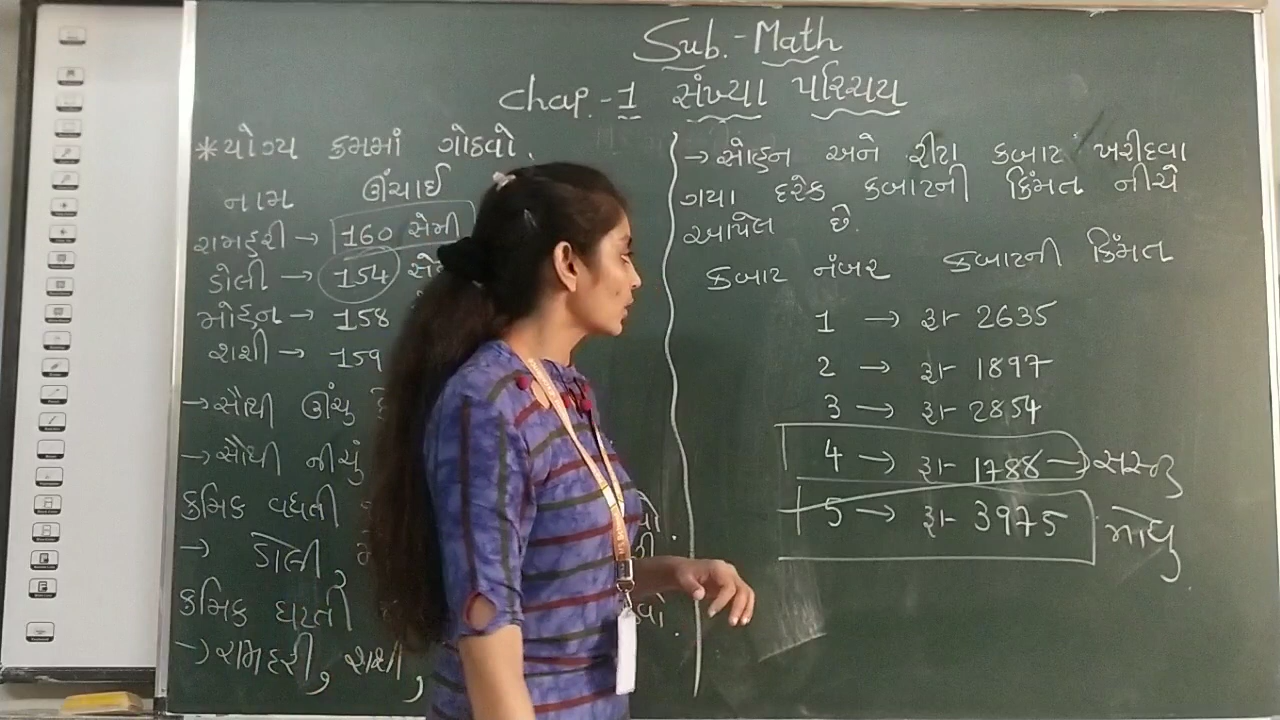 Sub.-Math
Chap.-1 સંખ્યા પરિચય
*યોગ્ય ક્રમમાં ગોઠવો.
નામ ઊંચાઈ
રામહરી → 160 સેમી
ડોલી → 154
મોહન → 158
શશી → 159
→ સૌથી ઊંચુ
→ સૌથી નીચું
ક્રમિક વધતી
→ ડોલી,
ક્રમિક ઘટતી
→ રામહરી, શશી,
→ સોહન અને રીટા કબાટ ખરીદવા
ગયા દરેક કબાટની કિંમત નીચે
આપેલ છે.
કબાટ નંબર કબાટની કિંમત
1 → રૂા- 2635
2 → રૂા- 1897
3 → રૂા- 2854
4 → રૂા- 1788 → સસ્તુ
5 → રૂા- 3975 મોઘુ